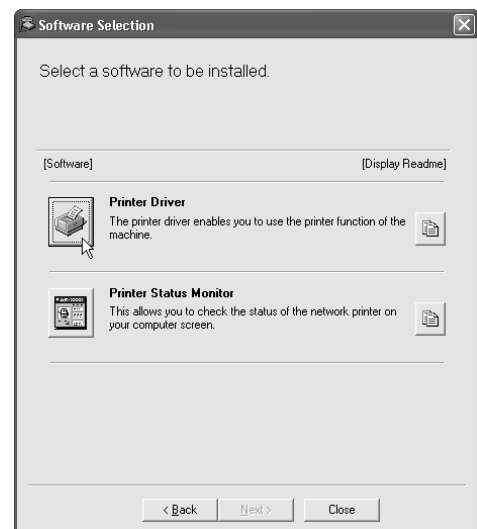 Software Selection
Select a software to be installed.
[Software] [Display Readme]
Printer Driver
The printer driver enables you to use the printer function of the
machine.
Printer Status Monitor
This allows you to check the status of the network printer on
your computer screen.
< Back Next > Close